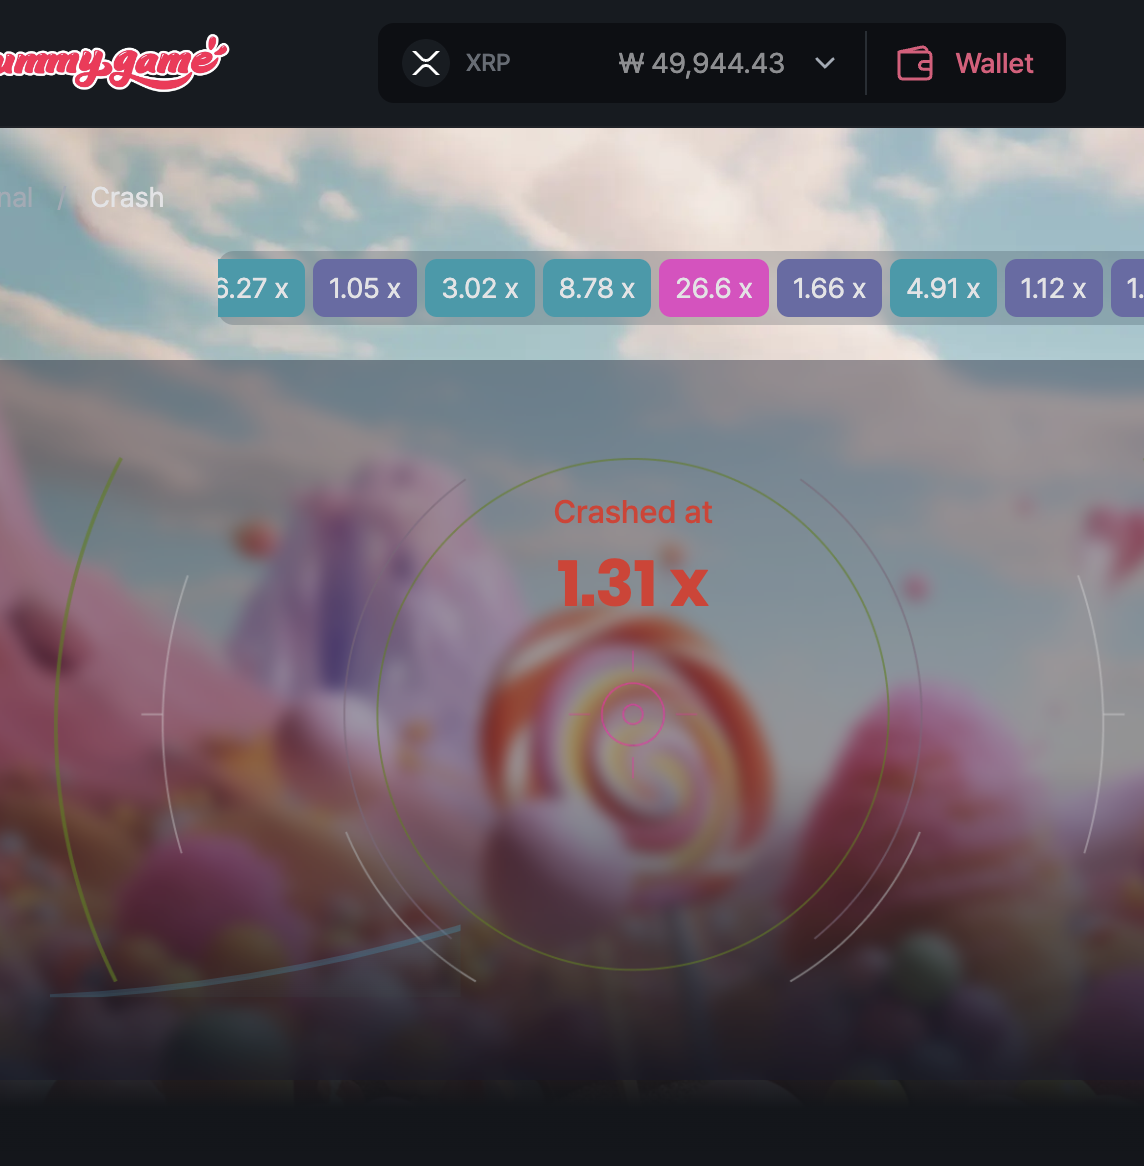 ummy.game
XRP ₩ 49,944.43 Wallet
nal / Crash
6.27 x 1.05 x 3.02 x 8.78 x 26.6 x 1.66 x 4.91 x 1.12 x 1.
Crashed at
1.31 x